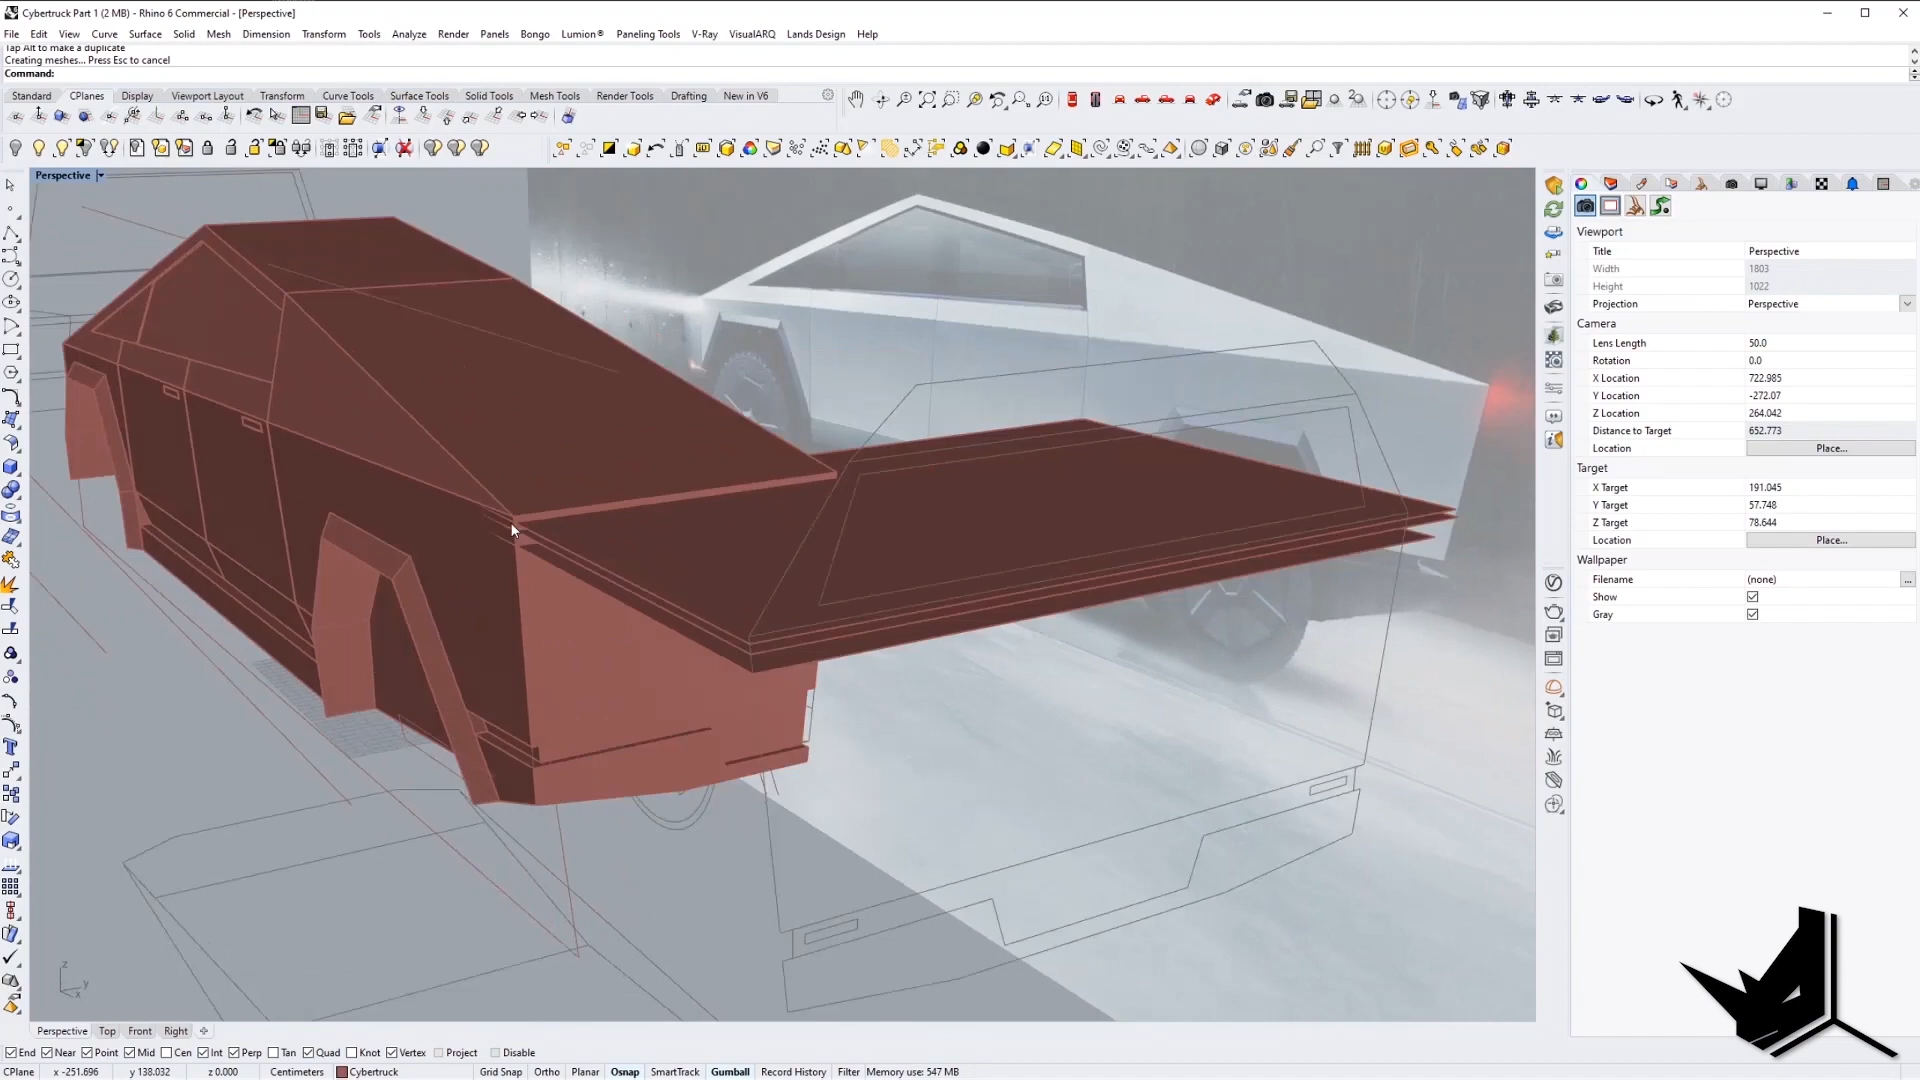 Cybertruck Part 1 (2 MB) - Rhino 6 Commercial - [Perspective]
File Edit View Curve Surface Solid Mesh Dimension Transform Tools Analyze Render Panels Bongo Lumion® Paneling Tools V-Ray VisualARQ Lands Design Help
Tap Alt to make a duplicate
Creating meshes... Press Esc to cancel
Command:
Standard CPlanes Display Viewport Layout Transform Curve Tools Surface Tools Solid Tools Mesh Tools Render Tools Drafting New in V6
Perspective
Viewport
Title Perspective
Width 1803
Height 1022
Projection Perspective
Camera
Lens Length 50.0
Rotation 0.0
X Location 722.985
Y Location -272.07
Z Location 264.042
Distance to Target 652.773
Location Place...
Target
X Target 191.045
Y Target 57.748
Z Target 78.644
Location Place...
Wallpaper
Filename (none) ...
Show
Gray
z
y
x
Perspective Top Front Right
End Near Point Mid Cen Int Perp Tan Quad Knot Vertex Project Disable
CPlane x -251.696 y 138.032 z 0.000 Centimeters Cybertruck Grid Snap Ortho Planar Osnap SmartTrack Gumball Record History Filter Memory use: 547 MB